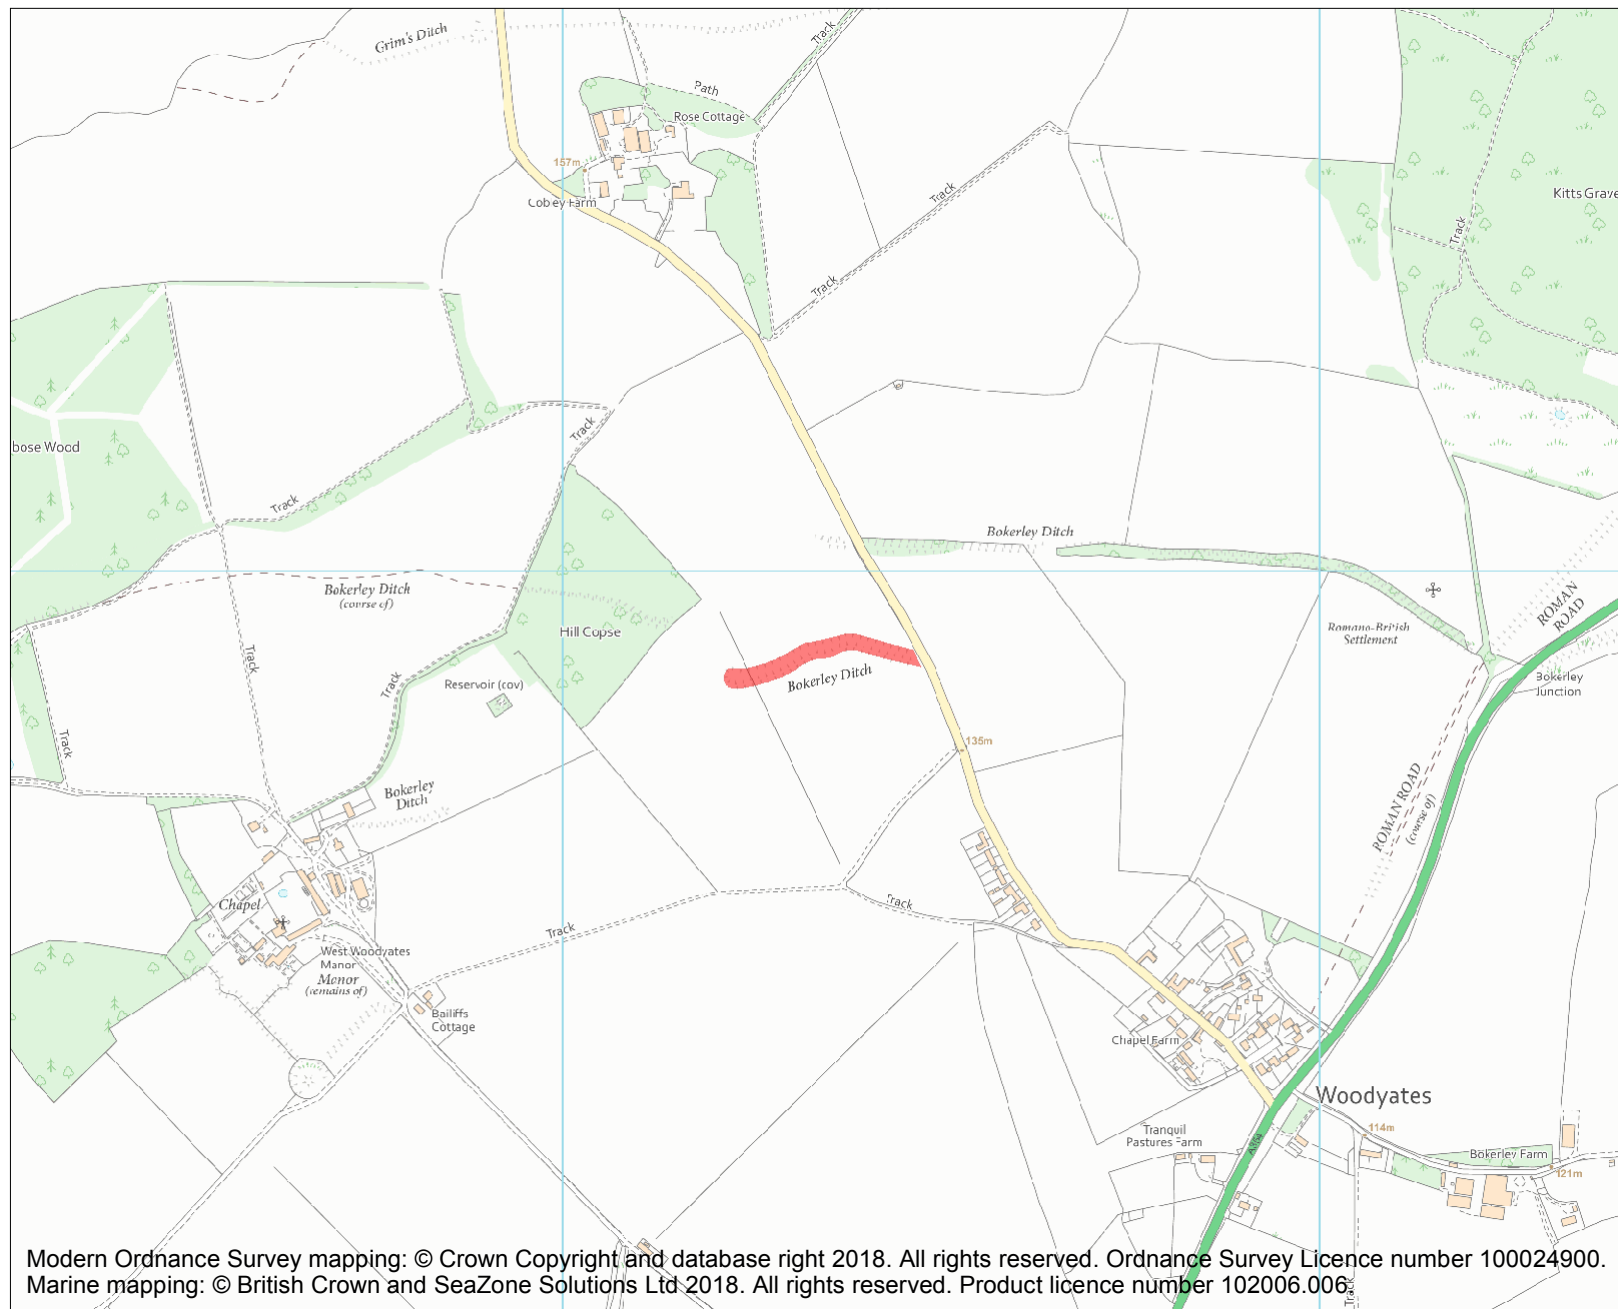 Grim's Ditch
Track
Path
Rose Cottage
157m
Cobley Farm
Track
Track
Kitts Grave
Track
bose Wood
Track
Track
Bokerley Ditch
ROMAN
ROAD
Bokerley Ditch
(course of)
Hill Copse
Romano-British
Settlement
Track
Reservoir (cov)
Track
Bokerley Ditch
Bokerley
Junction
Track
135m
Bokerley
Ditch
ROMAN ROAD
(course of)
Chapel
Track
Track
West Woodyates
Manor
Manor
(remains of)
Bailiffs
Cottage
Chapel Farm
Woodyates
Tranquil
Pastures Farm
114m
Bokerley Farm
121m
Track
Modern Ordnance Survey mapping: © Crown Copyright and database right 2018. All rights reserved. Ordnance Survey Licence number 100024900.
Marine mapping: © British Crown and SeaZone Solutions Ltd 2018. All rights reserved. Product licence number 102006.006.